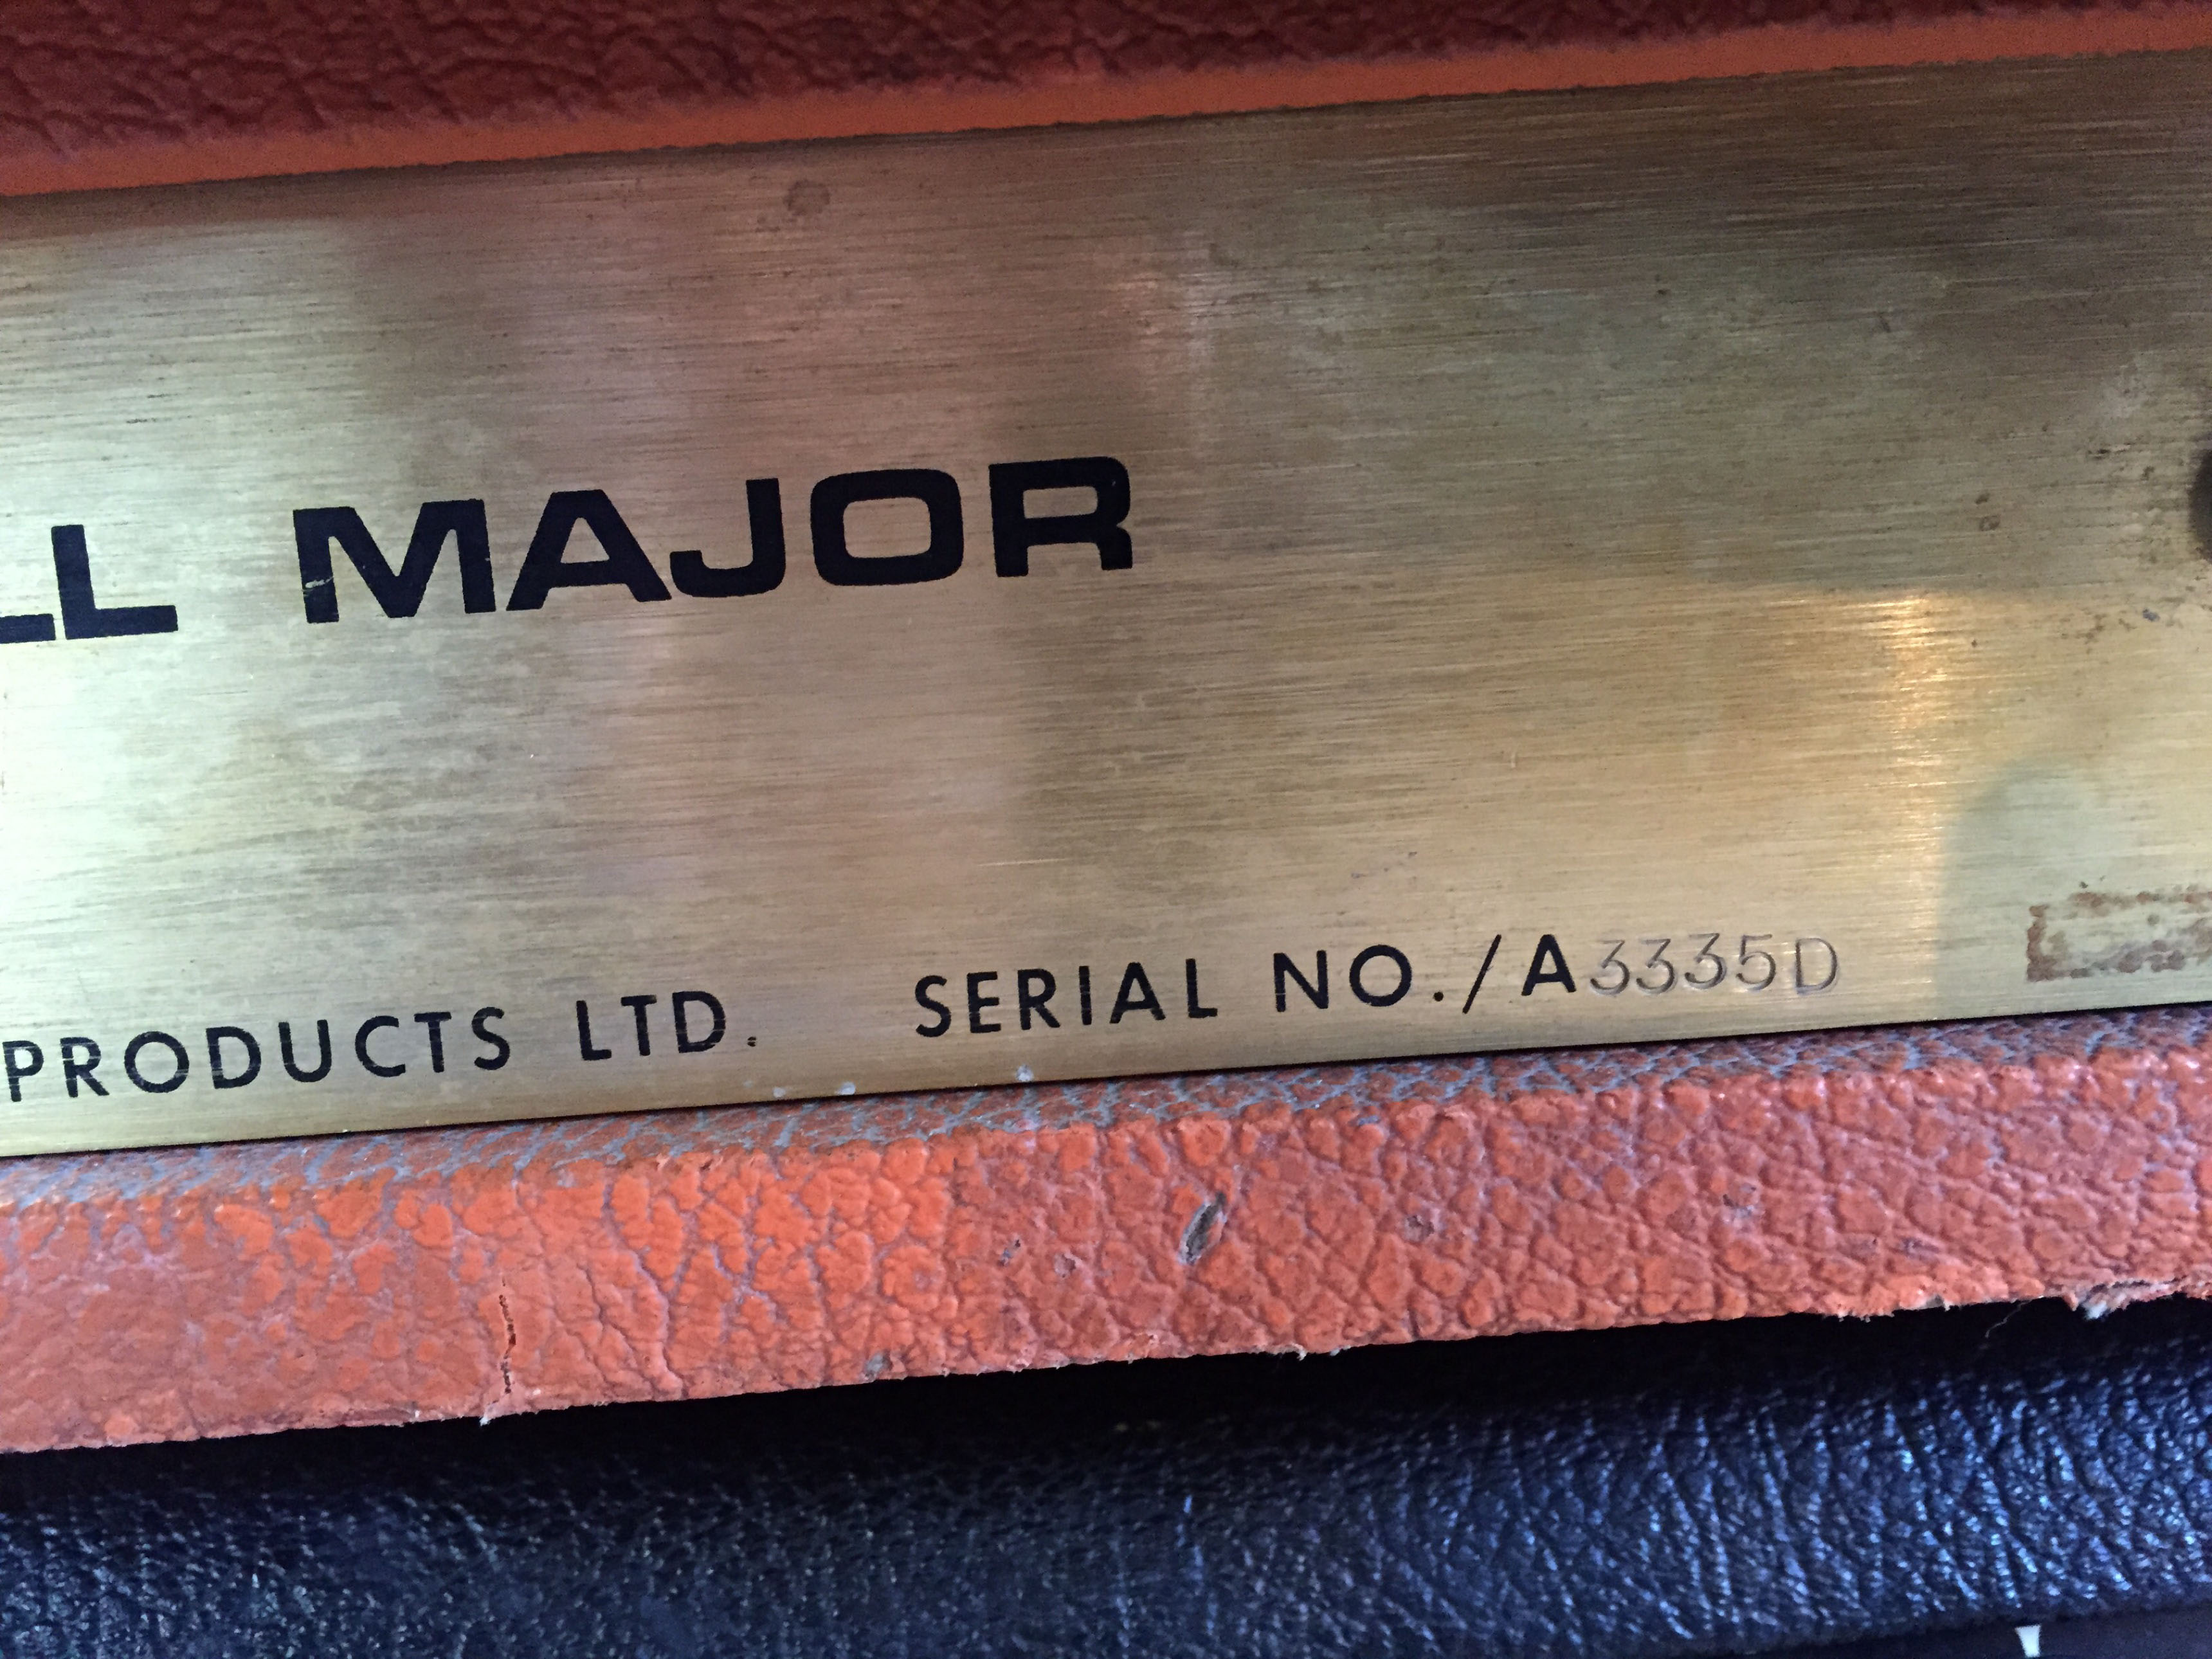 LL MAJOR
PRODUCTS LTD. SERIAL NO./A3335D